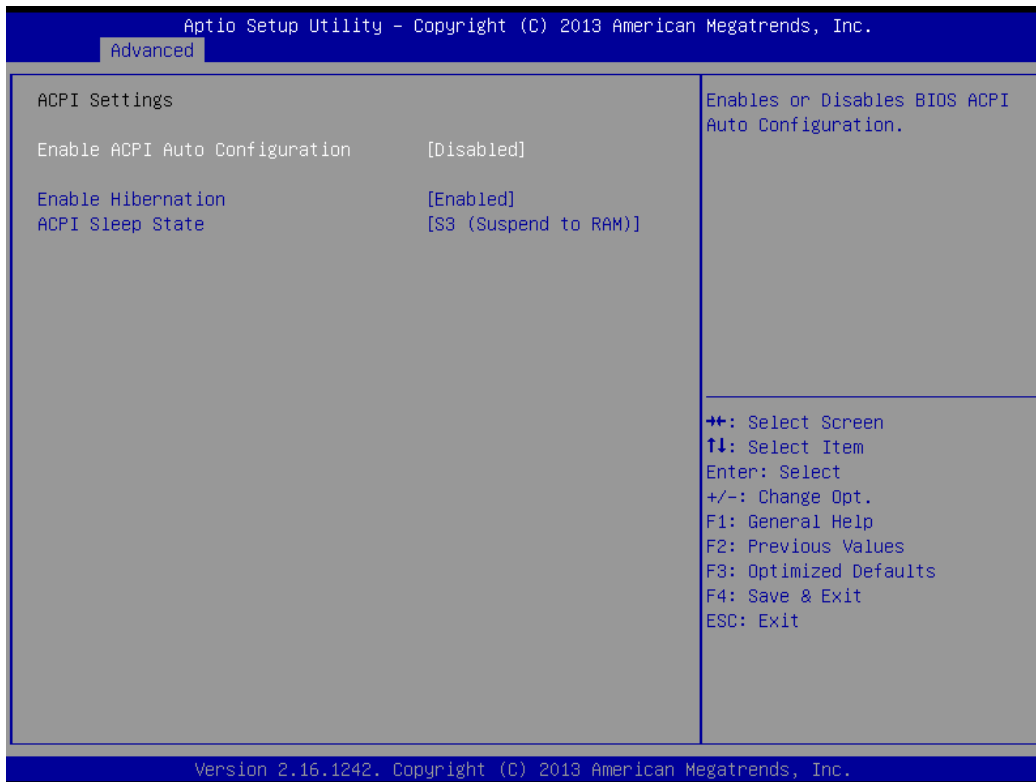 Aptio Setup Utility – Copyright (C) 2013 American Megatrends, Inc.
Advanced
ACPI Settings
Enable ACPI Auto Configuration [Disabled]
Enable Hibernation [Enabled]
ACPI Sleep State [S3 (Suspend to RAM)]
Enables or Disables BIOS ACPI
Auto Configuration.
→←: Select Screen
↑↓: Select Item
Enter: Select
+/-: Change Opt.
F1: General Help
F2: Previous Values
F3: Optimized Defaults
F4: Save & Exit
ESC: Exit
Version 2.16.1242. Copyright (C) 2013 American Megatrends, Inc.